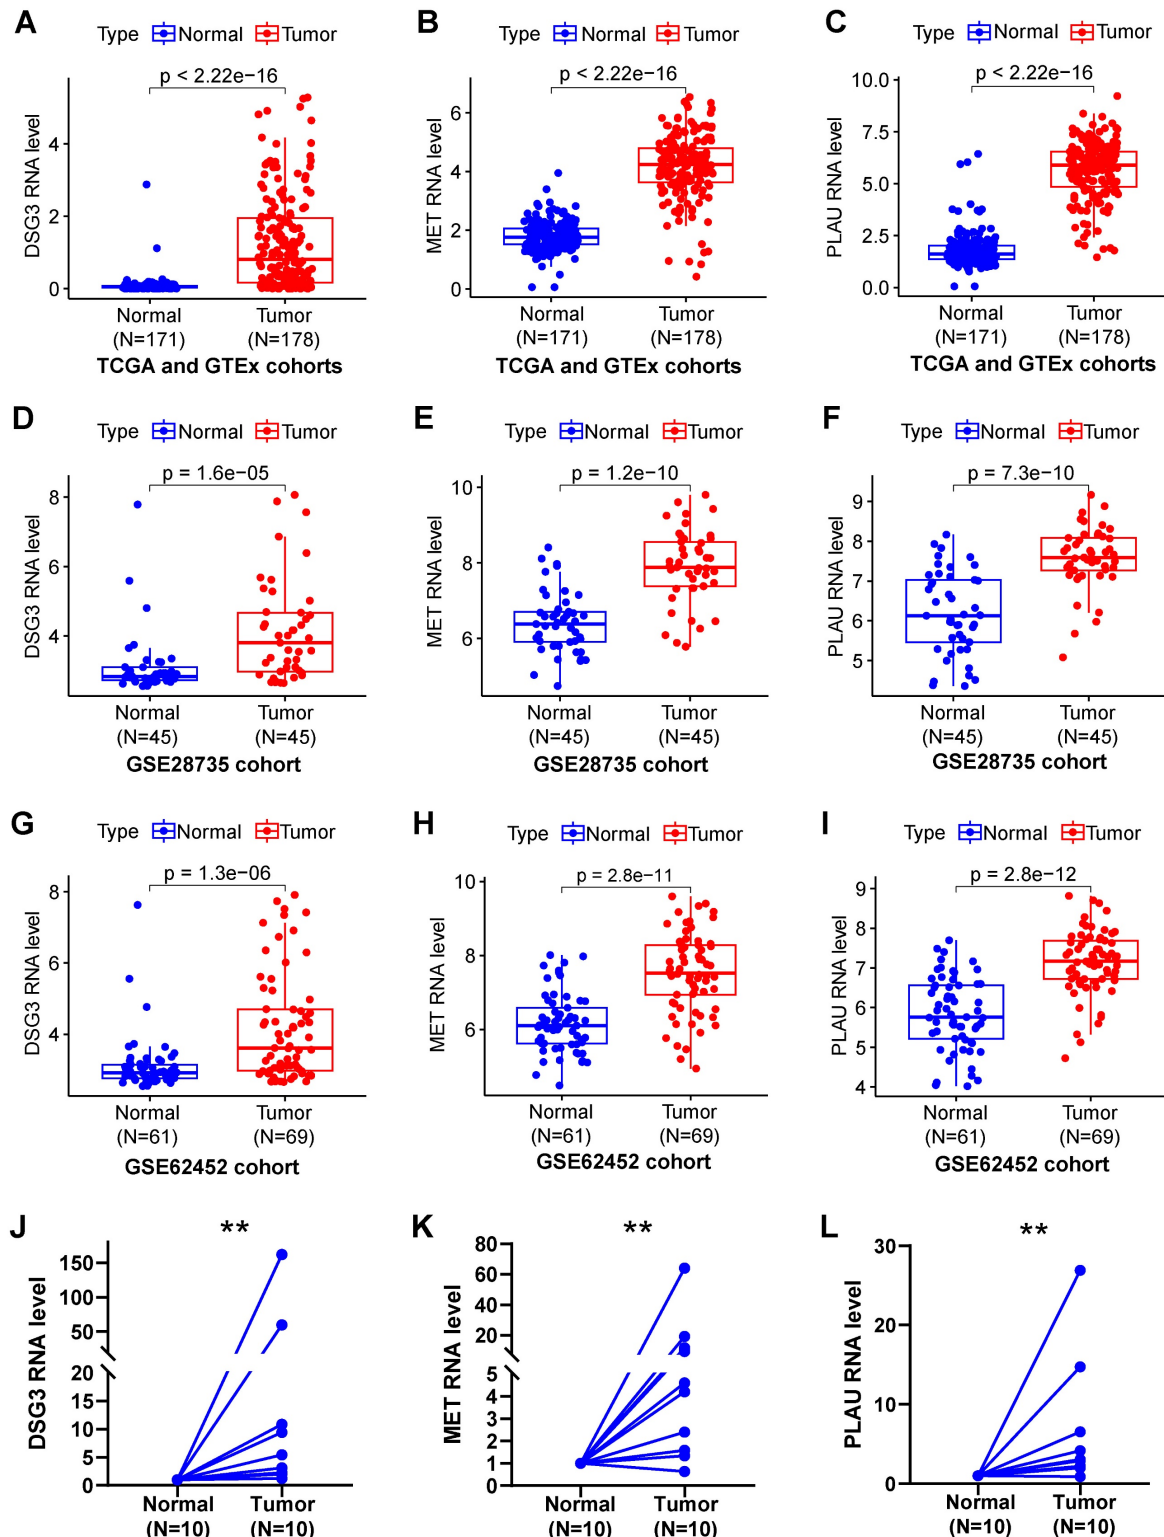 A
Type Normal Tumor
p < 2.22e−16
DSG3 RNA level
4
2
0
Normal
(N=171)
Tumor
(N=178)
TCGA and GTEx cohorts
B
Type Normal Tumor
p < 2.22e−16
MET RNA level
6
4
2
0
Normal
(N=171)
Tumor
(N=178)
TCGA and GTEx cohorts
C
Type Normal Tumor
p < 2.22e−16
PLAU RNA level
10.0
7.5
5.0
2.5
0.0
Normal
(N=171)
Tumor
(N=178)
TCGA and GTEx cohorts
D
Type Normal Tumor
p = 1.6e−05
DSG3 RNA level
8
6
4
Normal
(N=45)
Tumor
(N=45)
GSE28735 cohort
E
Type Normal Tumor
p = 1.2e−10
MET RNA level
10
8
6
Normal
(N=45)
Tumor
(N=45)
GSE28735 cohort
F
Type Normal Tumor
p = 7.3e−10
PLAU RNA level
9
8
7
6
5
Normal
(N=45)
Tumor
(N=45)
GSE28735 cohort
G
Type Normal Tumor
p = 1.3e−06
DSG3 RNA level
8
6
4
Normal
(N=61)
Tumor
(N=69)
GSE62452 cohort
H
Type Normal Tumor
p = 2.8e−11
MET RNA level
10
8
6
Normal
(N=61)
Tumor
(N=69)
GSE62452 cohort
I
Type Normal Tumor
p = 2.8e−12
PLAU RNA level
9
8
7
6
5
4
Normal
(N=61)
Tumor
(N=69)
GSE62452 cohort
J
**
DSG3 RNA level
150
100
50
20
15
10
5
0
Normal
(N=10)
Tumor
(N=10)
K
**
MET RNA level
80
60
40
20
5
4
3
2
1
0
Normal
(N=10)
Tumor
(N=10)
L
**
PLAU RNA level
30
20
10
0
Normal
(N=10)
Tumor
(N=10)